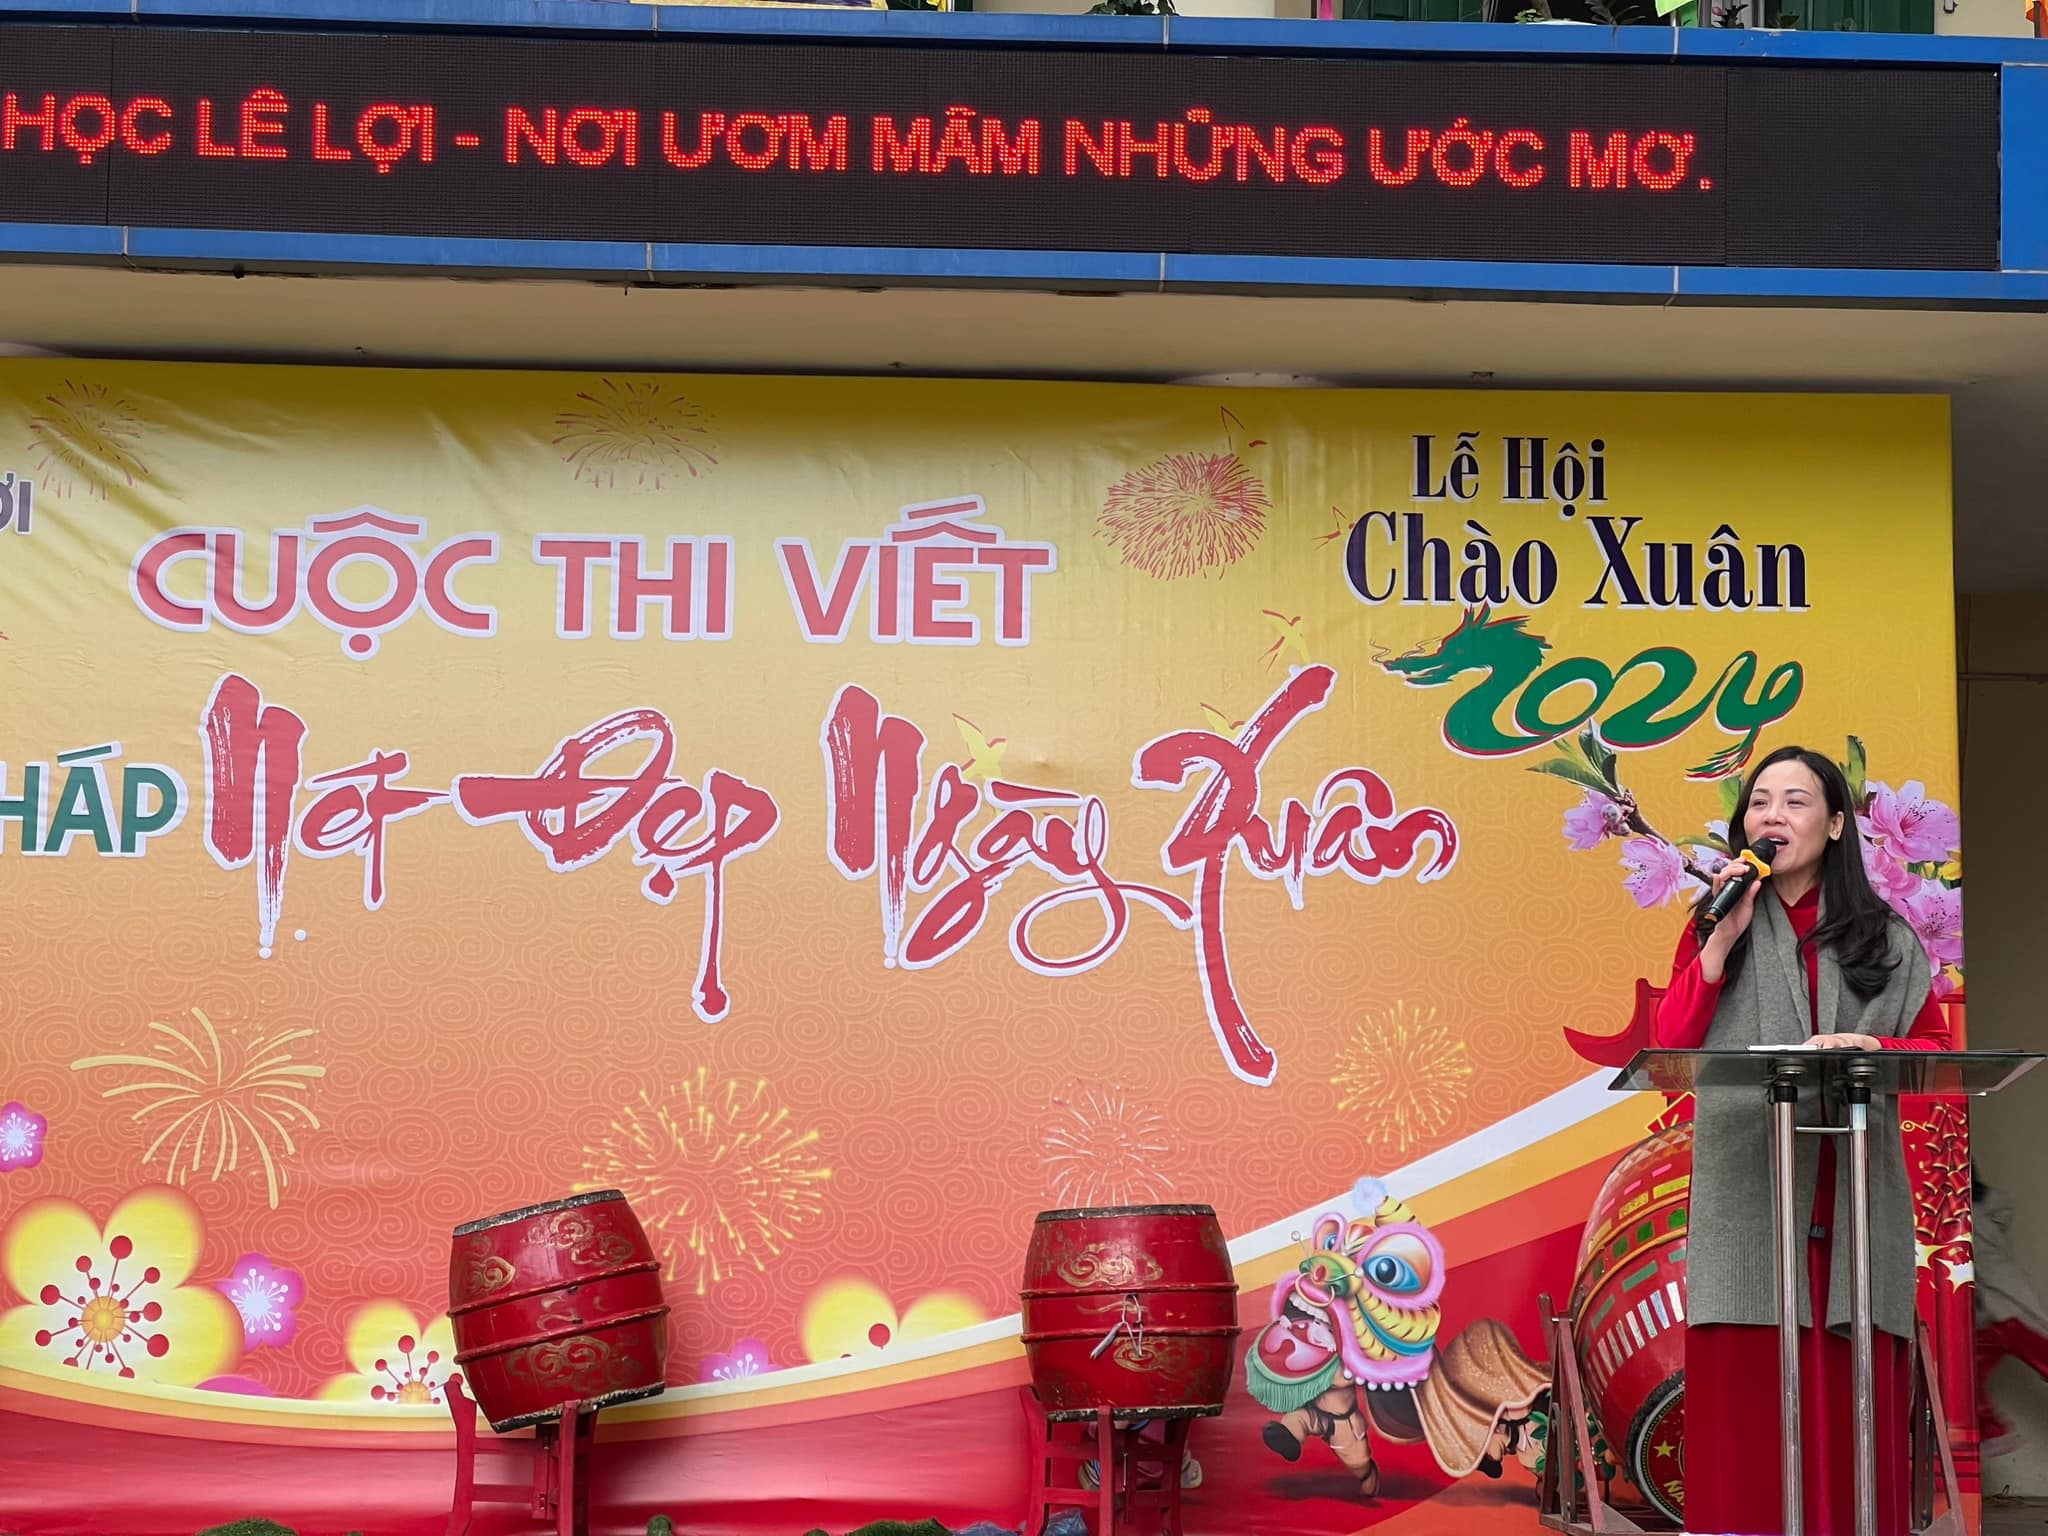 HỌC LÊ LỢI - NƠI ƯƠM MẦM NHỮNG ƯỚC MƠ.
Lễ Hội
Chào Xuân
2024
CUỘC THI VIẾT
Nét Đẹp Ngày Xuân